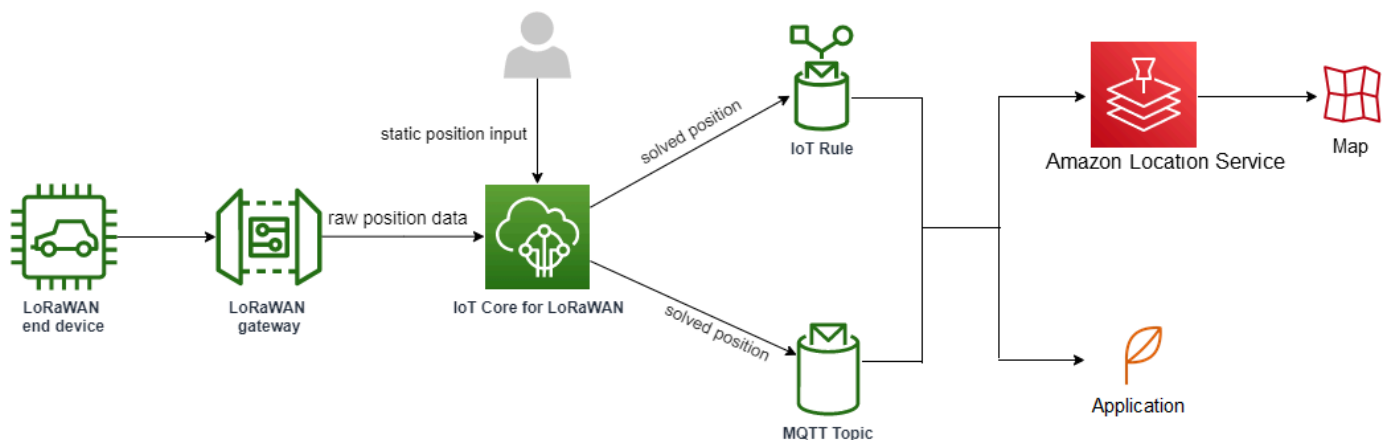 static position input
solved position
IoT Rule
Amazon Location Service
Map
raw position data
LoRaWAN
end device
LoRaWAN
gateway
IoT Core for LoRaWAN
solved position
MQTT Topic
Application